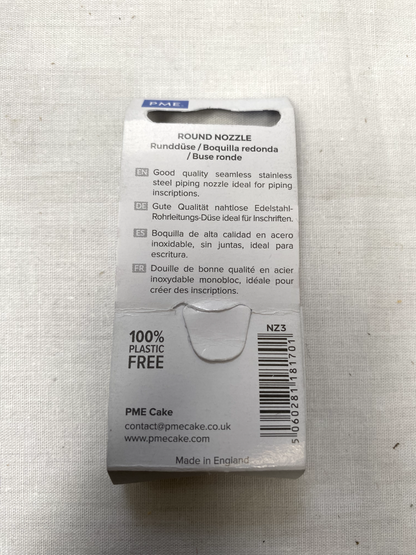 PME
ROUND NOZZLE
Runddüse / Boquilla redonda
/ Buse ronde
EN Good quality seamless stainless
steel piping nozzle ideal for piping
inscriptions.
DE Gute Qualität nahtlose Edelstahl-
Rohrleitungs-Düse ideal für Inschriften.
ES Boquilla de alta calidad en acero
inoxidable, sin juntas, ideal para
escritura.
FR Douille de bonne qualité en acier
inoxydable monobloc, idéale pour
créer des inscriptions.
100%
PLASTIC
FREE
NZ3
5 060281 181701
PME Cake
contact@pmecake.co.uk
www.pmecake.com
Made in England